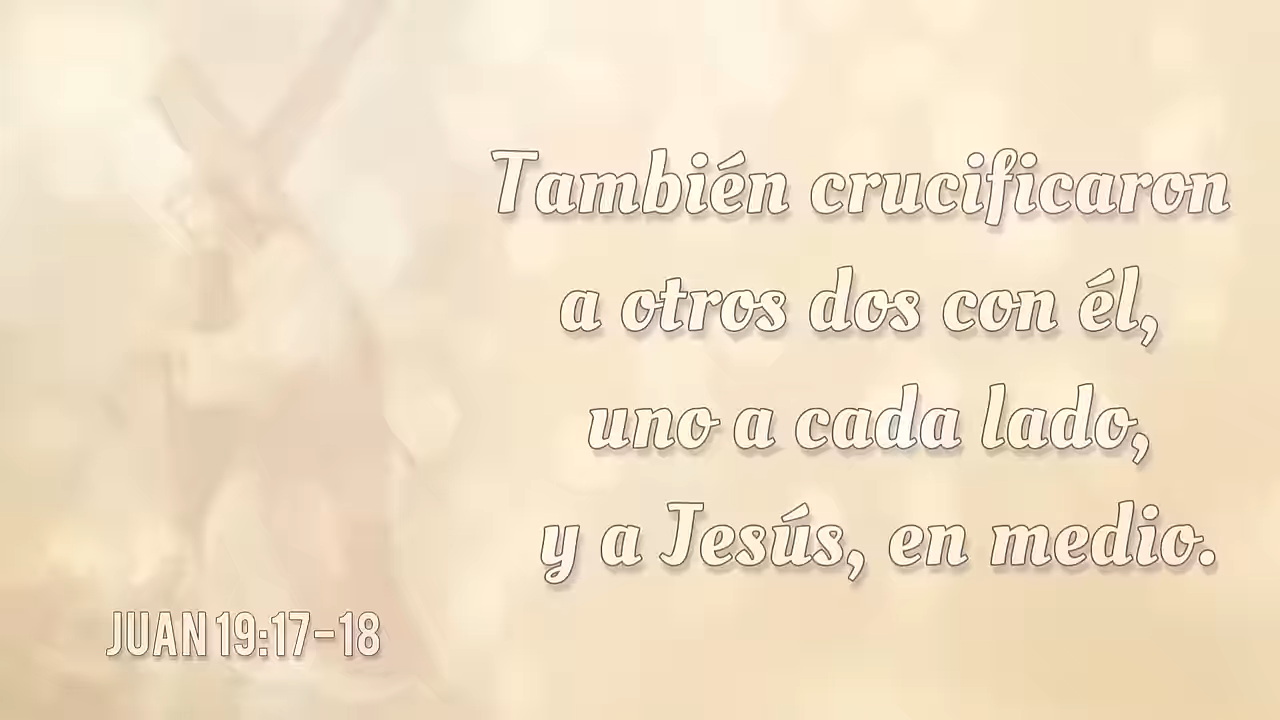 También crucificaron
a otros dos con él,
uno a cada lado,
y a Jesús, en medio.
JUAN 19:17-18